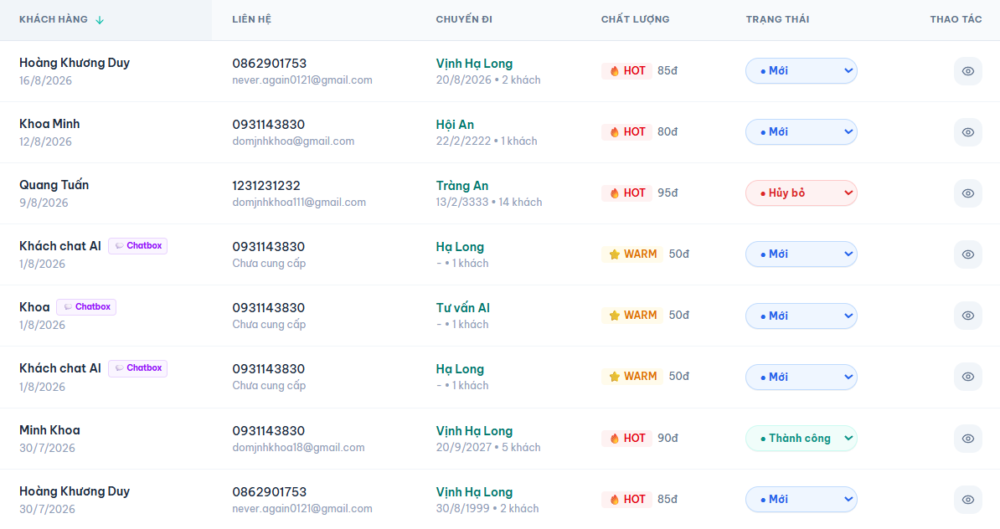 KHÁCH HÀNG LIÊN HỆ CHUYẾN ĐI CHẤT LƯỢNG TRẠNG THÁI THAO TÁC
Hoàng Khương Duy 0862901753 Vịnh Hạ Long HOT 85đ Mới
16/8/2026 never.again0121@gmail.com 20/8/2026 • 2 khách
Khoa Minh 0931143830 Hội An HOT 80đ Mới
12/8/2026 domjnhkhoa@gmail.com 22/2/2222 • 1 khách
Quang Tuấn 1231231232 Tràng An HOT 95đ Hủy bỏ
9/8/2026 domjnhkhoa111@gmail.com 13/2/3333 • 14 khách
Khách chat AI Chatbox 0931143830 Hạ Long WARM 50đ Mới
1/8/2026 Chưa cung cấp - • 1 khách
Khoa Chatbox 0931143830 Tư vấn AI WARM 50đ Mới
1/8/2026 Chưa cung cấp - • 1 khách
Khách chat AI Chatbox 0931143830 Hạ Long WARM 50đ Mới
1/8/2026 Chưa cung cấp - • 1 khách
Minh Khoa 0931143830 Vịnh Hạ Long HOT 90đ Thành công
30/7/2026 domjnhkhoa18@gmail.com 20/9/2027 • 5 khách
Hoàng Khương Duy 0862901753 Vịnh Hạ Long HOT 85đ Mới
30/7/2026 never.again0121@gmail.com 30/8/1999 • 2 khách